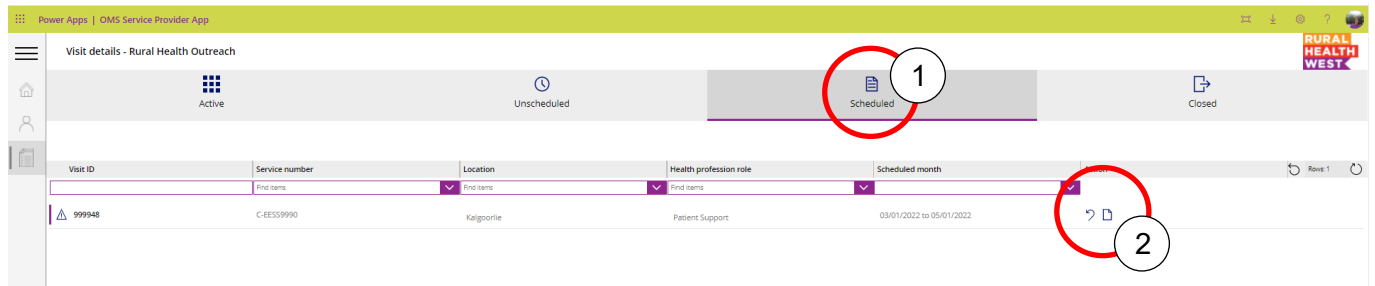 Power Apps | OMS Service Provider App
?
Visit details - Rural Health Outreach
RURAL
HEALTH
WEST
1
Active
Unscheduled
Scheduled
Closed
Visit ID
Service number
Location
Health profession role
Scheduled month
Action
Rows: 1
Find items
Find items
Find items
999948
C-EESS9990
Kalgoorlie
Patient Support
03/01/2022 to 05/01/2022
2